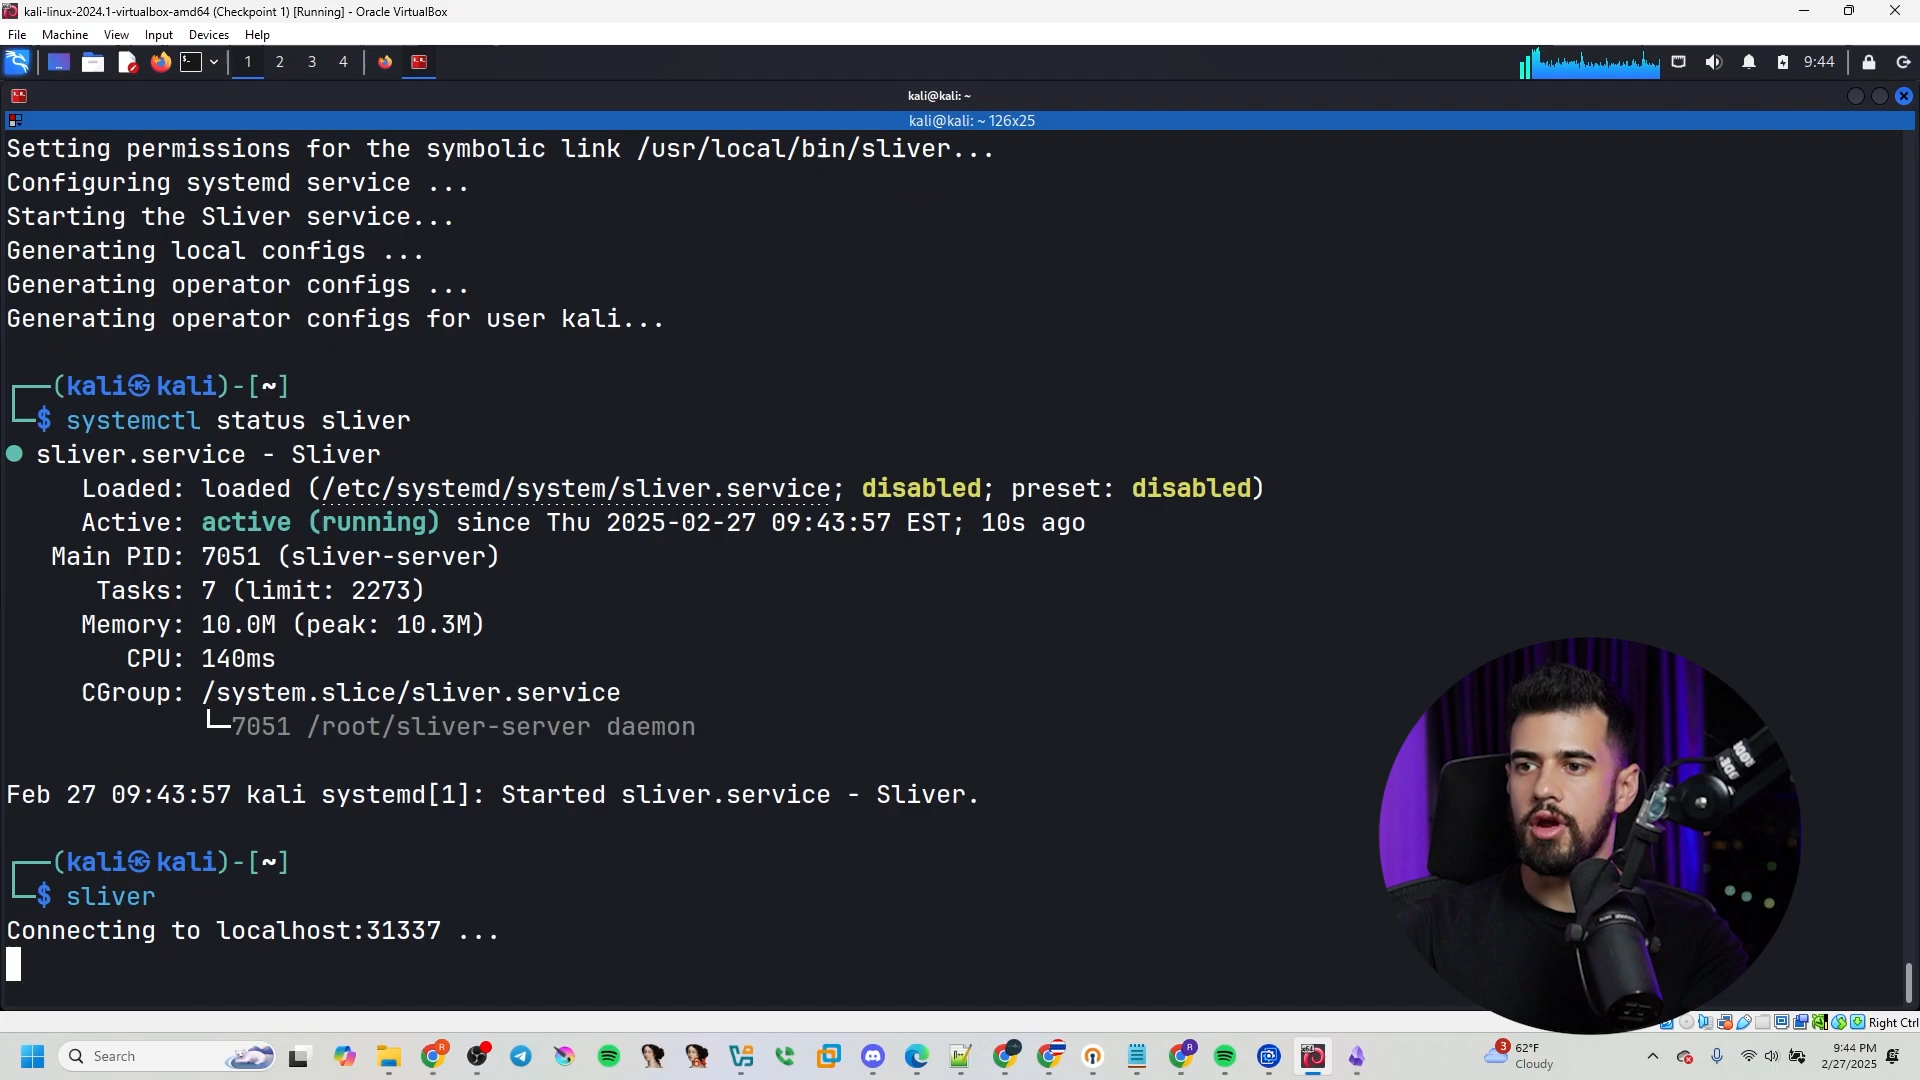 kali-linux-2024.1-virtualbox-amd64 (Checkpoint 1) [Running] - Oracle VirtualBox
File Machine View Input Devices Help
1 2 3 4 9:44
kali@kali: ~
kali@kali: ~ 126x25
Setting permissions for the symbolic link /usr/local/bin/sliver...
Configuring systemd service ...
Starting the Sliver service...
Generating local configs ...
Generating operator configs ...
Generating operator configs for user kali...
┌──(kali㉿kali)-[~]
└─$ systemctl status sliver
● sliver.service - Sliver
Loaded: loaded (/etc/systemd/system/sliver.service; disabled; preset: disabled)
Active: active (running) since Thu 2025-02-27 09:43:57 EST; 10s ago
Main PID: 7051 (sliver-server)
Tasks: 7 (limit: 2273)
Memory: 10.0M (peak: 10.3M)
CPU: 140ms
CGroup: /system.slice/sliver.service
└─7051 /root/sliver-server daemon
Feb 27 09:43:57 kali systemd[1]: Started sliver.service - Sliver.
┌──(kali㉿kali)-[~]
└─$ sliver
Connecting to localhost:31337 ...
Right Ctrl
Search
3
62°F
Cloudy
9:44 PM
2/27/2025